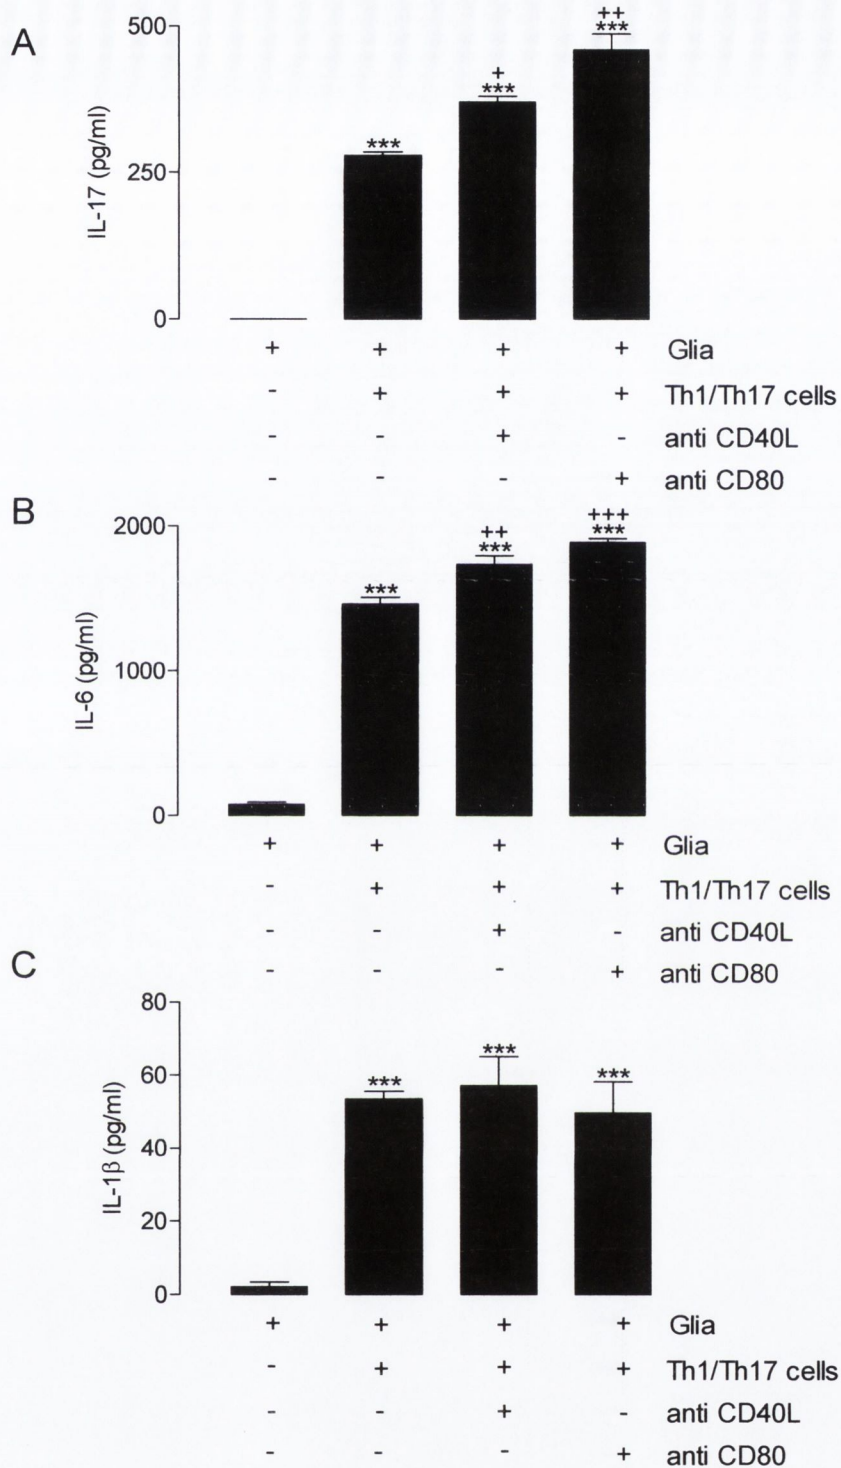 A
IL-17 (pg/ml)
500
250
0
***
+
***
++
***
+ + + + Glia
- + + + Th1/Th17 cells
- - + - anti CD40L
- - - + anti CD80
B
IL-6 (pg/ml)
2000
1000
0
***
++
***
+++
***
+ + + + Glia
- + + + Th1/Th17 cells
- - + - anti CD40L
- - - + anti CD80
C
IL-1β (pg/ml)
80
60
40
20
0
***
***
***
+ + + + Glia
- + + + Th1/Th17 cells
- - + - anti CD40L
- - - + anti CD80